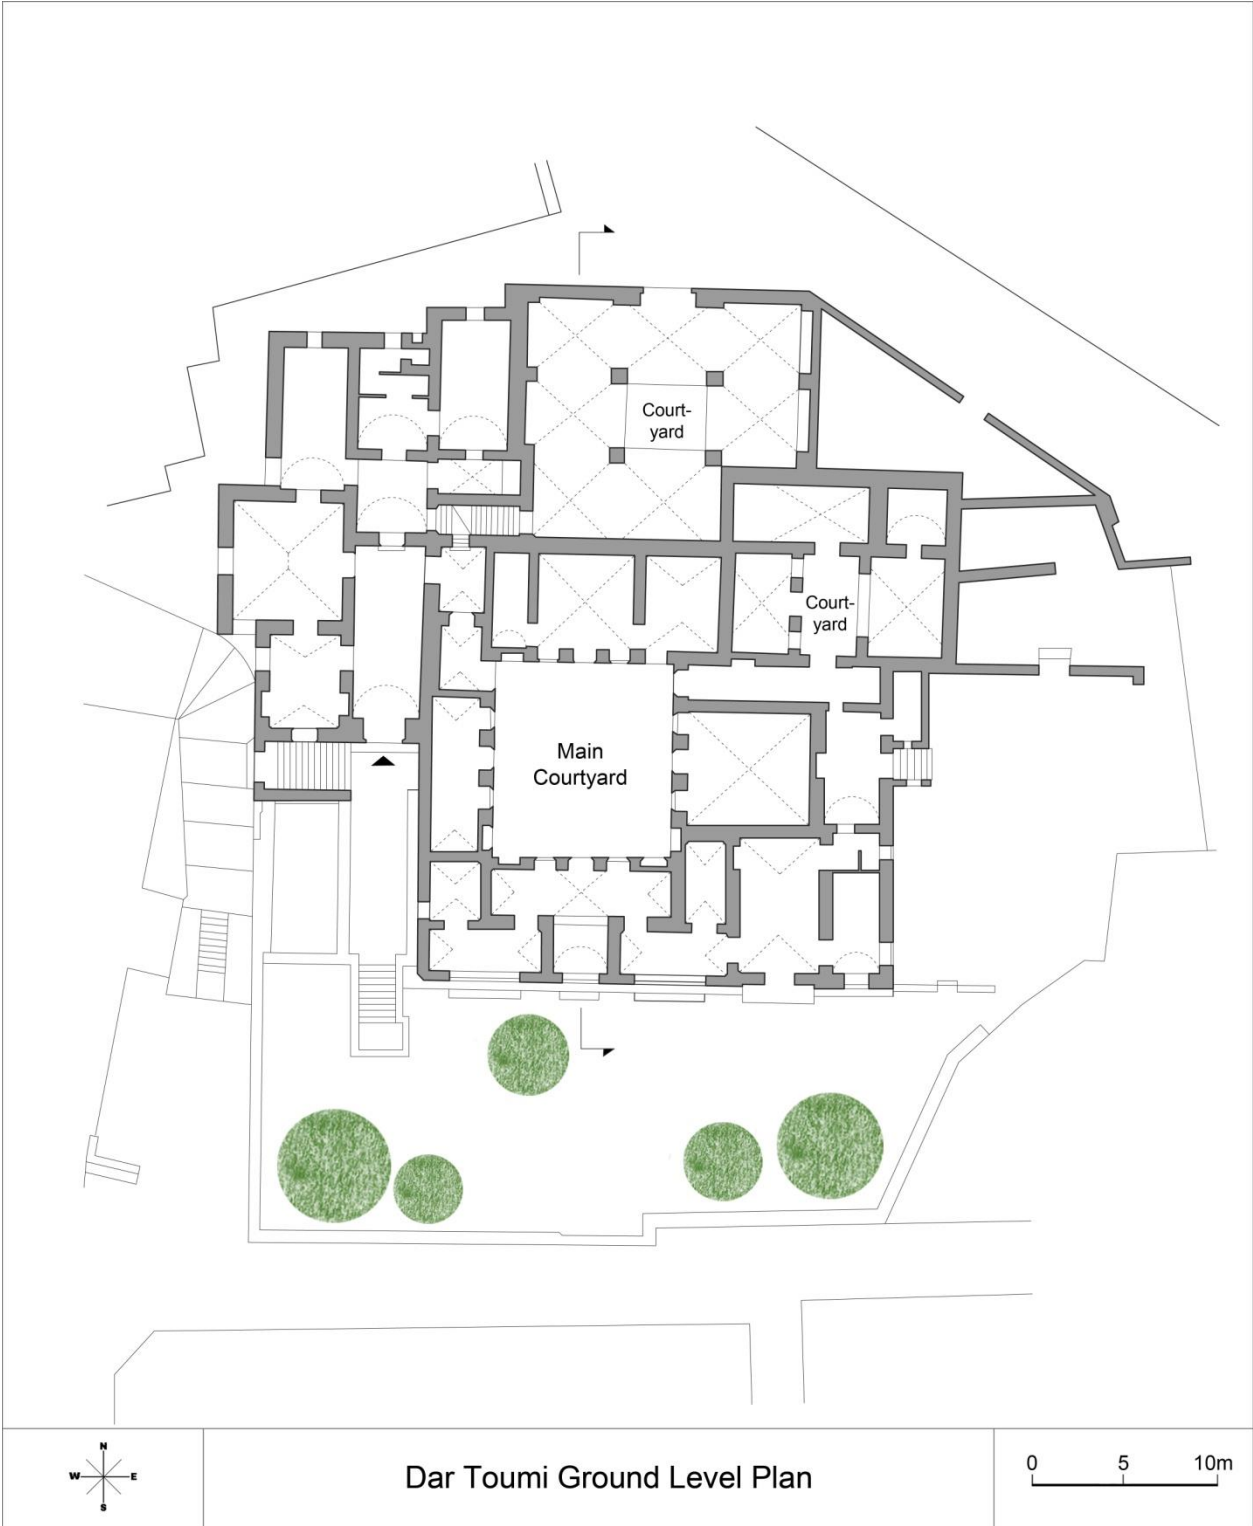 Court-
yard
Court-
yard
Main
Courtyard
N
W E
S
Dar Toumi Ground Level Plan
0 5 10m